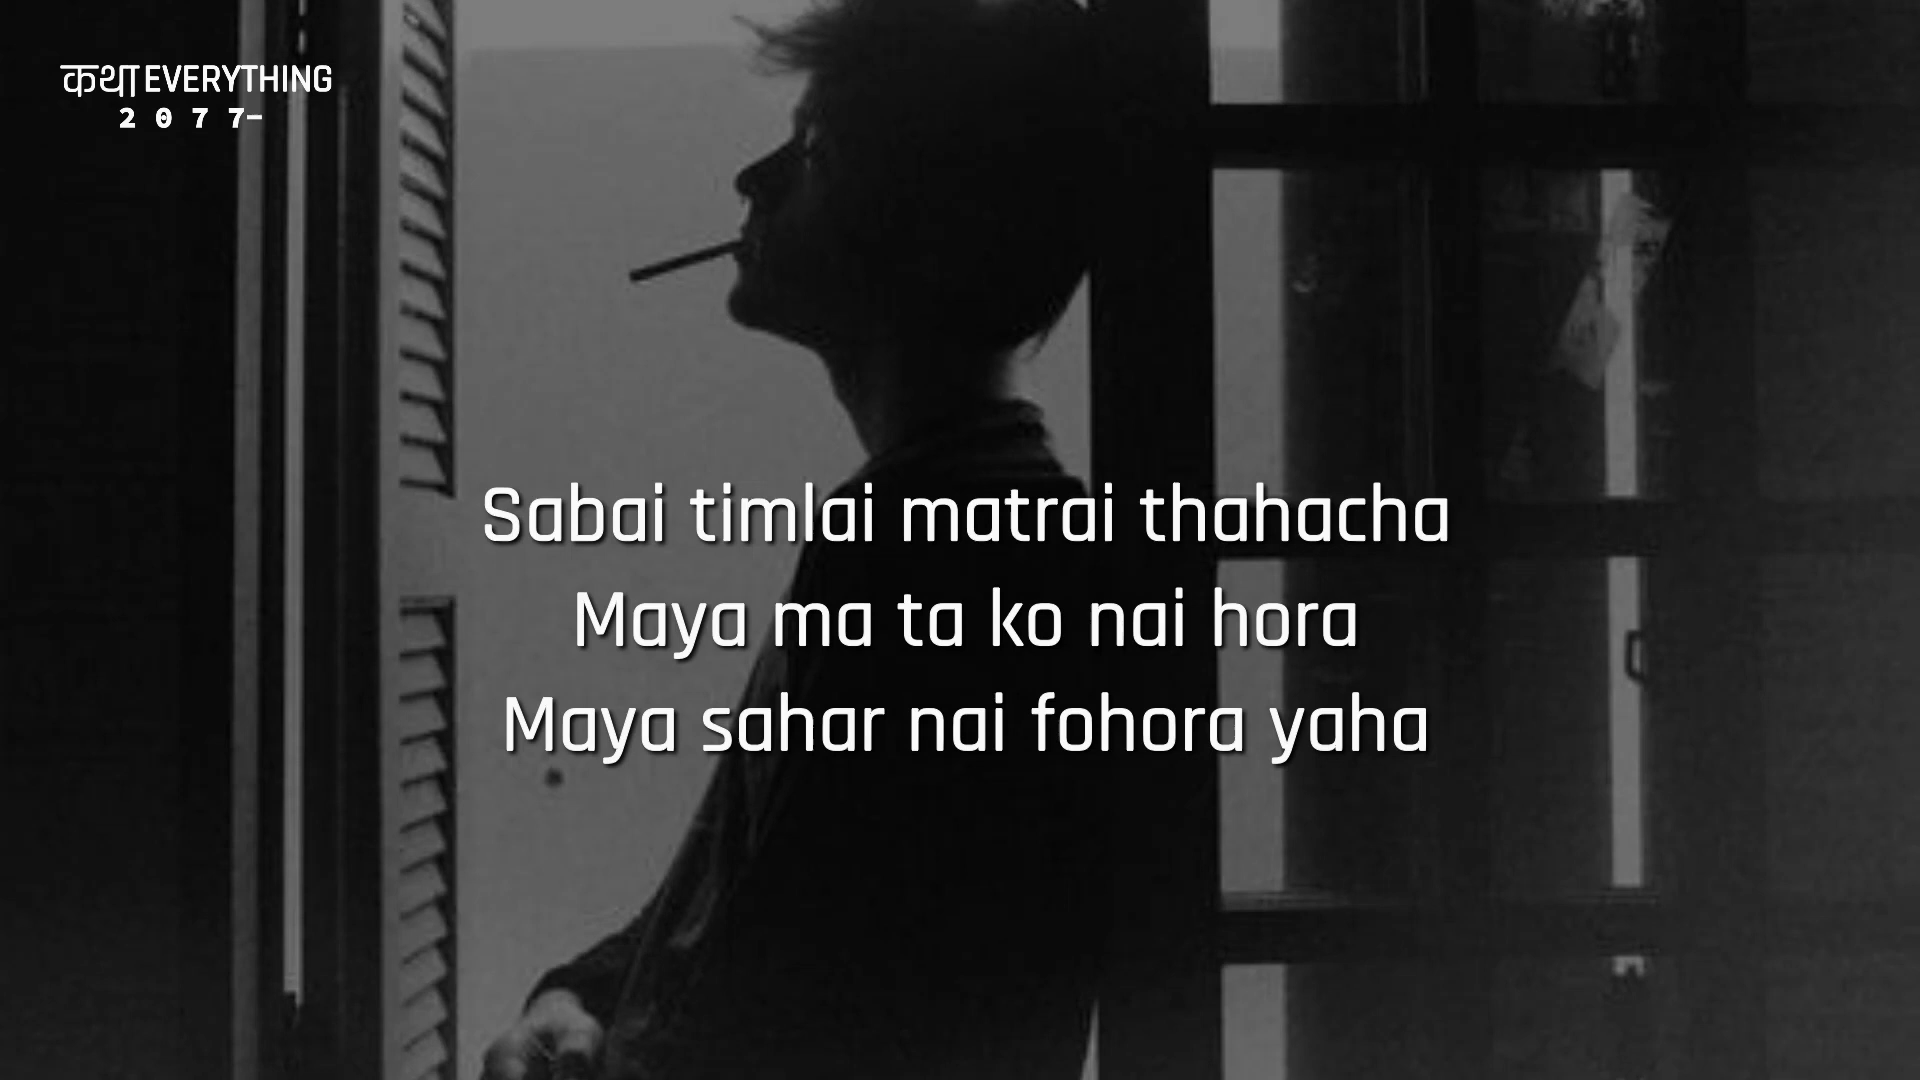 कथा EVERYTHING
2077-
Sabai timlai matrai thahacha
Maya ma ta ko nai hora
Maya sahar nai fohora yaha